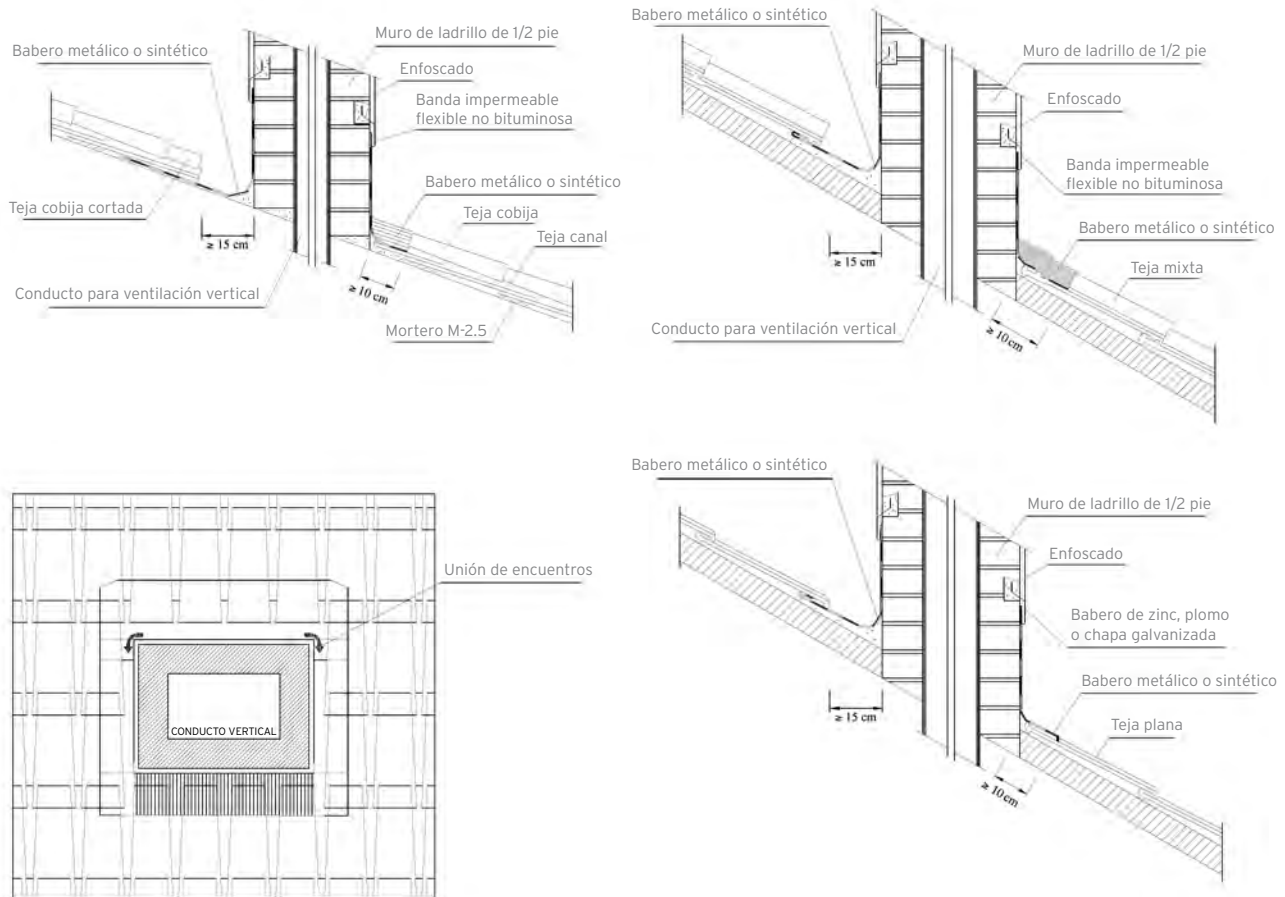 Babero metálico o sintético
Muro de ladrillo de 1/2 pie
Enfoscado
Banda impermeable
flexible no bituminosa
Babero metálico o sintético
Teja cobija
Teja canal
Teja cobija cortada
≥ 15 cm
≥ 10 cm
Conducto para ventilación vertical
Mortero M-2.5
Babero metálico o sintético
Muro de ladrillo de 1/2 pie
Enfoscado
Banda impermeable
flexible no bituminosa
Babero metálico o sintético
Teja mixta
≥ 15 cm
≥ 10 cm
Conducto para ventilación vertical
Unión de encuentros
CONDUCTO VERTICAL
Babero metálico o sintético
Muro de ladrillo de 1/2 pie
Enfoscado
Babero de zinc, plomo
o chapa galvanizada
Babero metálico o sintético
Teja plana
≥ 15 cm
≥ 10 cm